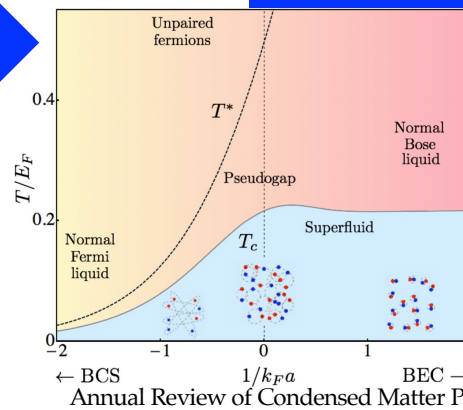 Unpaired
fermions
0.4
T*
Normal
Bose
liquid
T/E_F
Pseudogap
0.2
Superfluid
T_c
Normal
Fermi
liquid
0
−2 −1 0 1
← BCS 1/k_F a BEC
Annual Review of Condensed Matter P